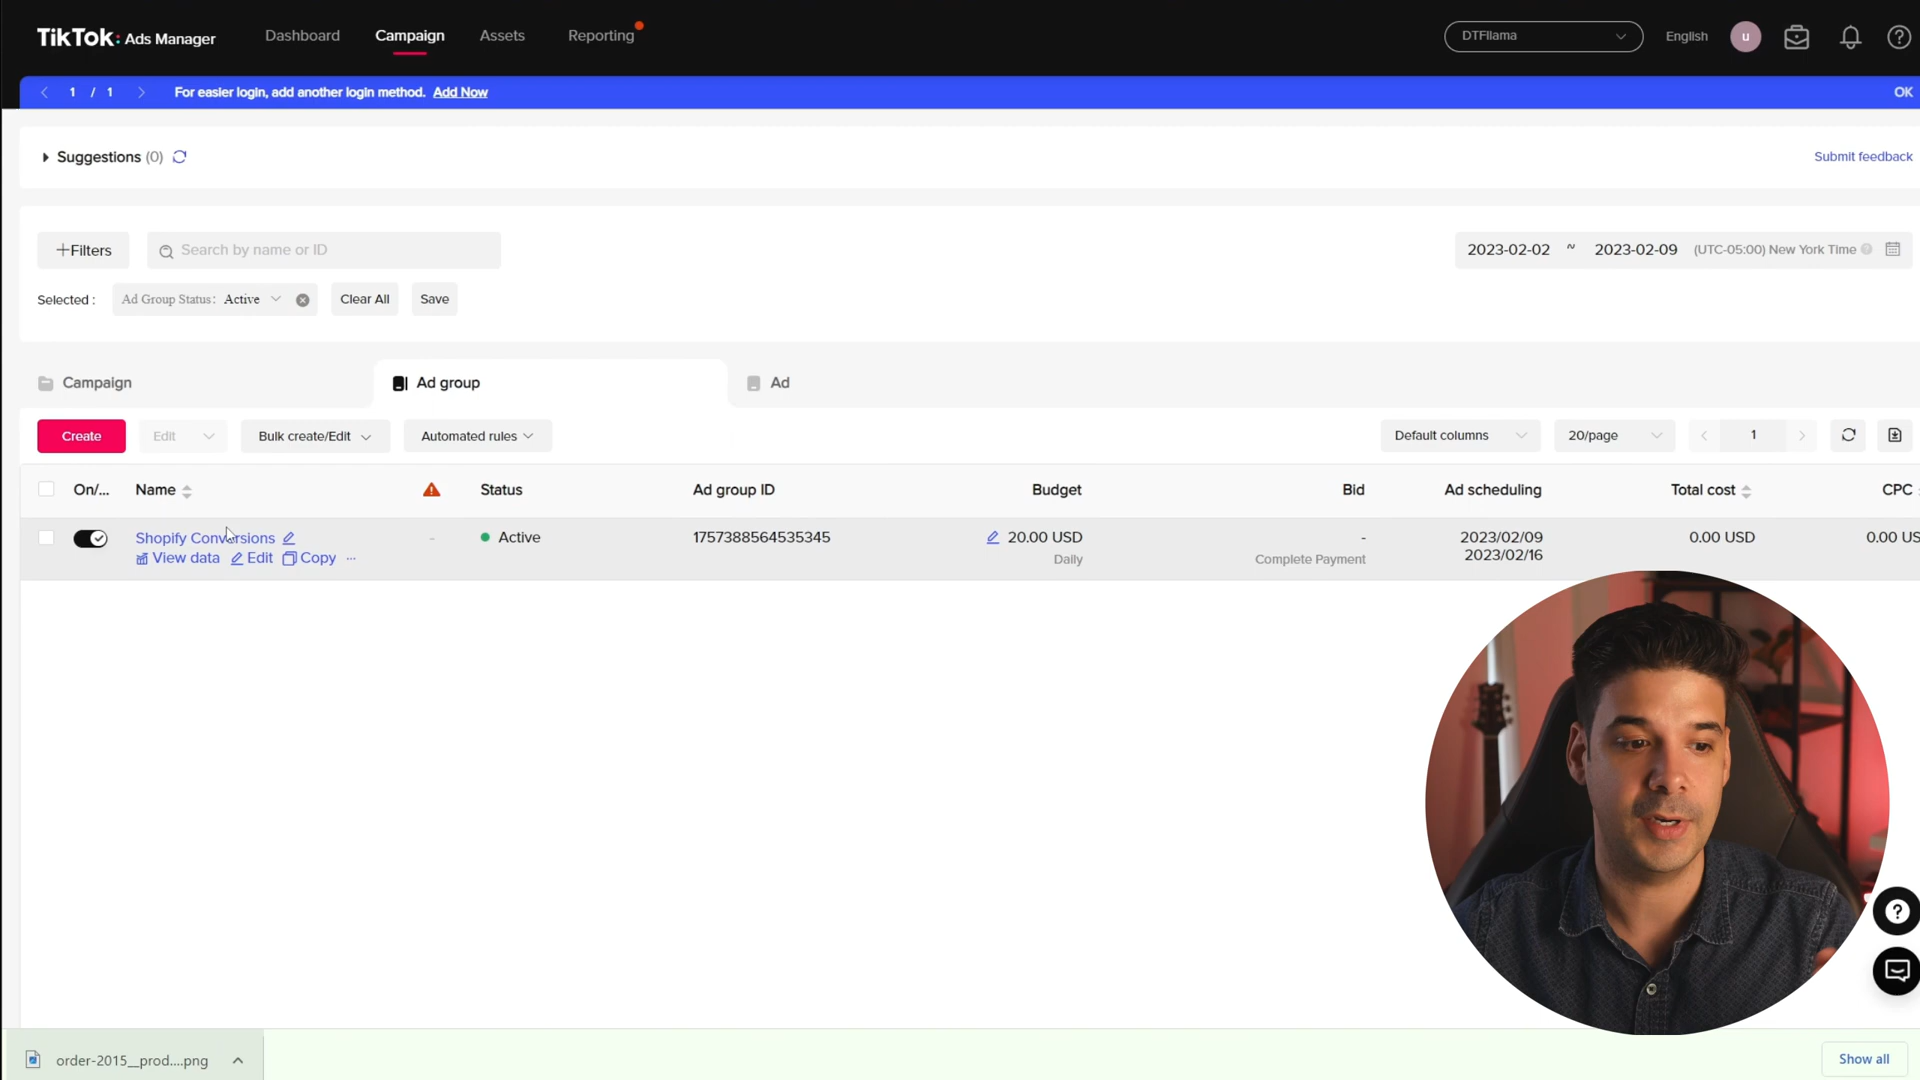 TikTok: Ads Manager
Dashboard
Campaign
Assets
Reporting
DTFllama
English
u
1 / 1
For easier login, add another login method. Add Now
OK
Suggestions (0)
Submit feedback
+Filters
Search by name or ID
2023-02-02 ~ 2023-02-09 (UTC-05:00) New York Time
Selected :
Ad Group Status: Active
Clear All
Save
Campaign
Ad group
Ad
Create
Edit
Bulk create/Edit
Automated rules
Default columns
20/page
1
On/...
Name
Status
Ad group ID
Budget
Bid
Ad scheduling
Total cost
CPC
Shopify Conversions
-
Active
1757388564535345
20.00 USD
-
2023/02/09
0.00 USD
0.00 US
View data
Edit
Copy
...
Daily
Complete Payment
2023/02/16
order-2015__prod....png
Show all